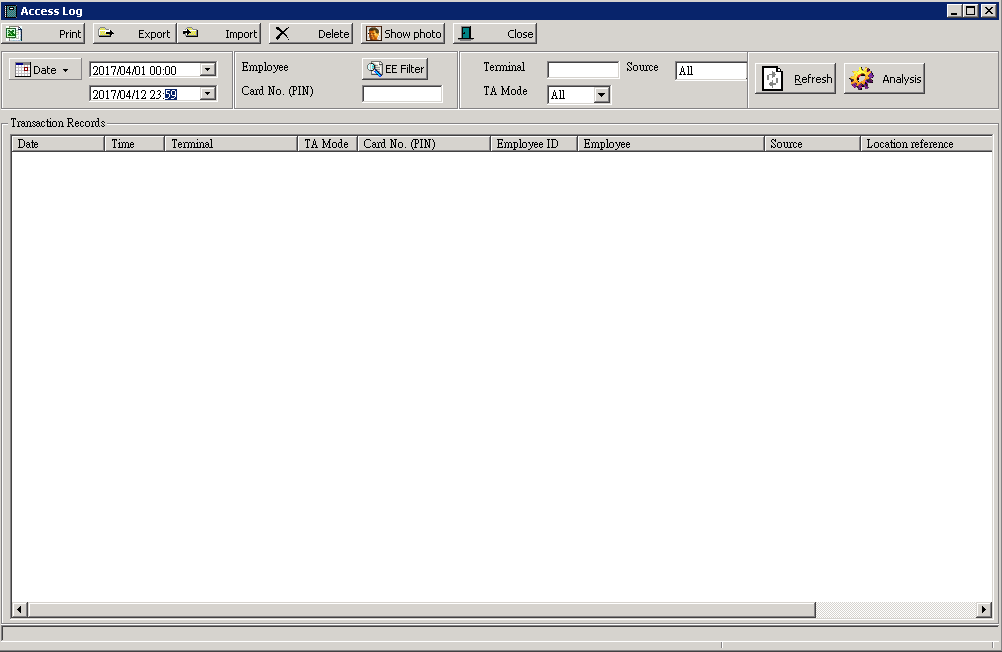 Access Log
Print Export Import Delete Show photo Close
Date 2017/04/01 00:00 Employee EE Filter Terminal Source All
2017/04/12 23:59 Card No. (PIN) TA Mode All Refresh Analysis
Transaction Records
Date Time Terminal TA Mode Card No. (PIN) Employee ID Employee Source Location reference